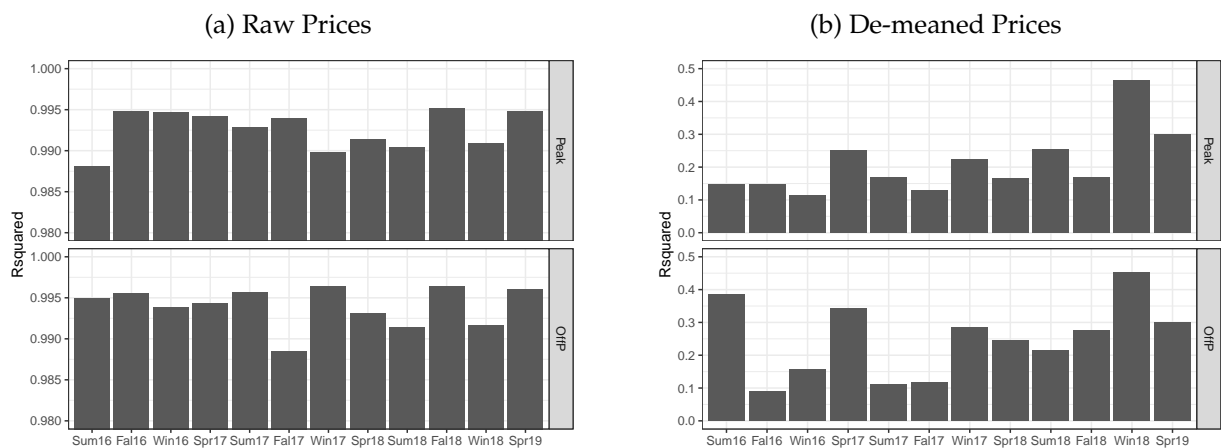 (a) Raw Prices
1.000
0.995
0.990
0.985
0.980
Peak
1.000
0.995
0.990
0.985
0.980
OffP
Rsquared
Sum16 Fal16 Win16 Spr17 Sum17 Fal17 Win17 Spr18 Sum18 Fal18 Win18 Spr19
(b) De-meaned Prices
0.5
0.4
0.3
0.2
0.1
0.0
Peak
0.5
0.4
0.3
0.2
0.1
0.0
OffP
Rsquared
Sum16 Fal16 Win16 Spr17 Sum17 Fal17 Win17 Spr18 Sum18 Fal18 Win18 Spr19